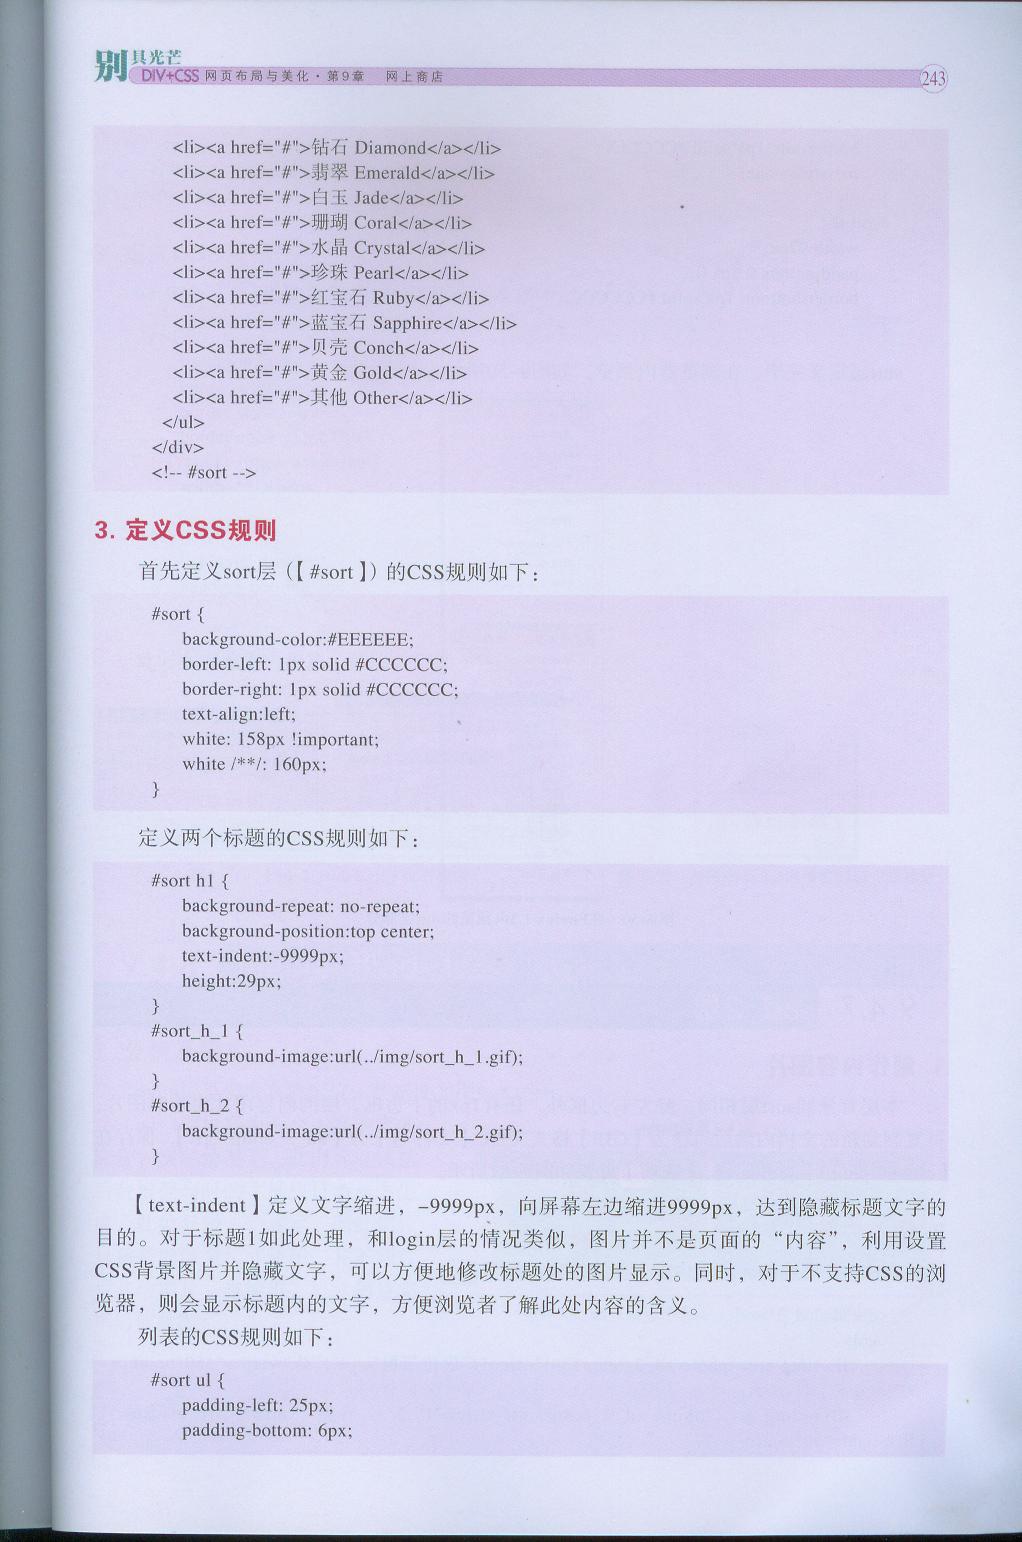 别具光芒
DIV+CSS 网页布局与美化·第9章 网上商店
243
<li><a href="#">钻石 Diamond</a></li>
<li><a href="#">翡翠 Emerald</a></li>
<li><a href="#">白玉 Jade</a></li>
<li><a href="#">珊瑚 Coral</a></li>
<li><a href="#">水晶 Crystal</a></li>
<li><a href="#">珍珠 Pearl</a></li>
<li><a href="#">红宝石 Ruby</a></li>
<li><a href="#">蓝宝石 Sapphire</a></li>
<li><a href="#">贝壳 Conch</a></li>
<li><a href="#">黄金 Gold</a></li>
<li><a href="#">其他 Other</a></li>
</ul>
</div>
<!-- #sort -->
3. 定义CSS规则
首先定义sort层（【#sort】）的CSS规则如下：
#sort {
background-color:#EEEEEE;
border-left: 1px solid #CCCCCC;
border-right: 1px solid #CCCCCC;
text-align:left;
white: 158px !important;
white /**/: 160px;
}
定义两个标题的CSS规则如下：
#sort h1 {
background-repeat: no-repeat;
background-position:top center;
text-indent:-9999px;
height:29px;
}
#sort_h_1 {
background-image:url(../img/sort_h_1.gif);
}
#sort_h_2 {
background-image:url(../img/sort_h_2.gif);
}
【text-indent】定义文字缩进，-9999px，向屏幕左边缩进9999px，达到隐藏标题文字的
目的。对于标题1如此处理，和login层的情况类似，图片并不是页面的“内容”，利用设置
CSS背景图片并隐藏文字，可以方便地修改标题处的图片显示。同时，对于不支持CSS的浏
览器，则会显示标题内的文字，方便浏览者了解此处内容的含义。
列表的CSS规则如下：
#sort ul {
padding-left: 25px;
padding-bottom: 6px;